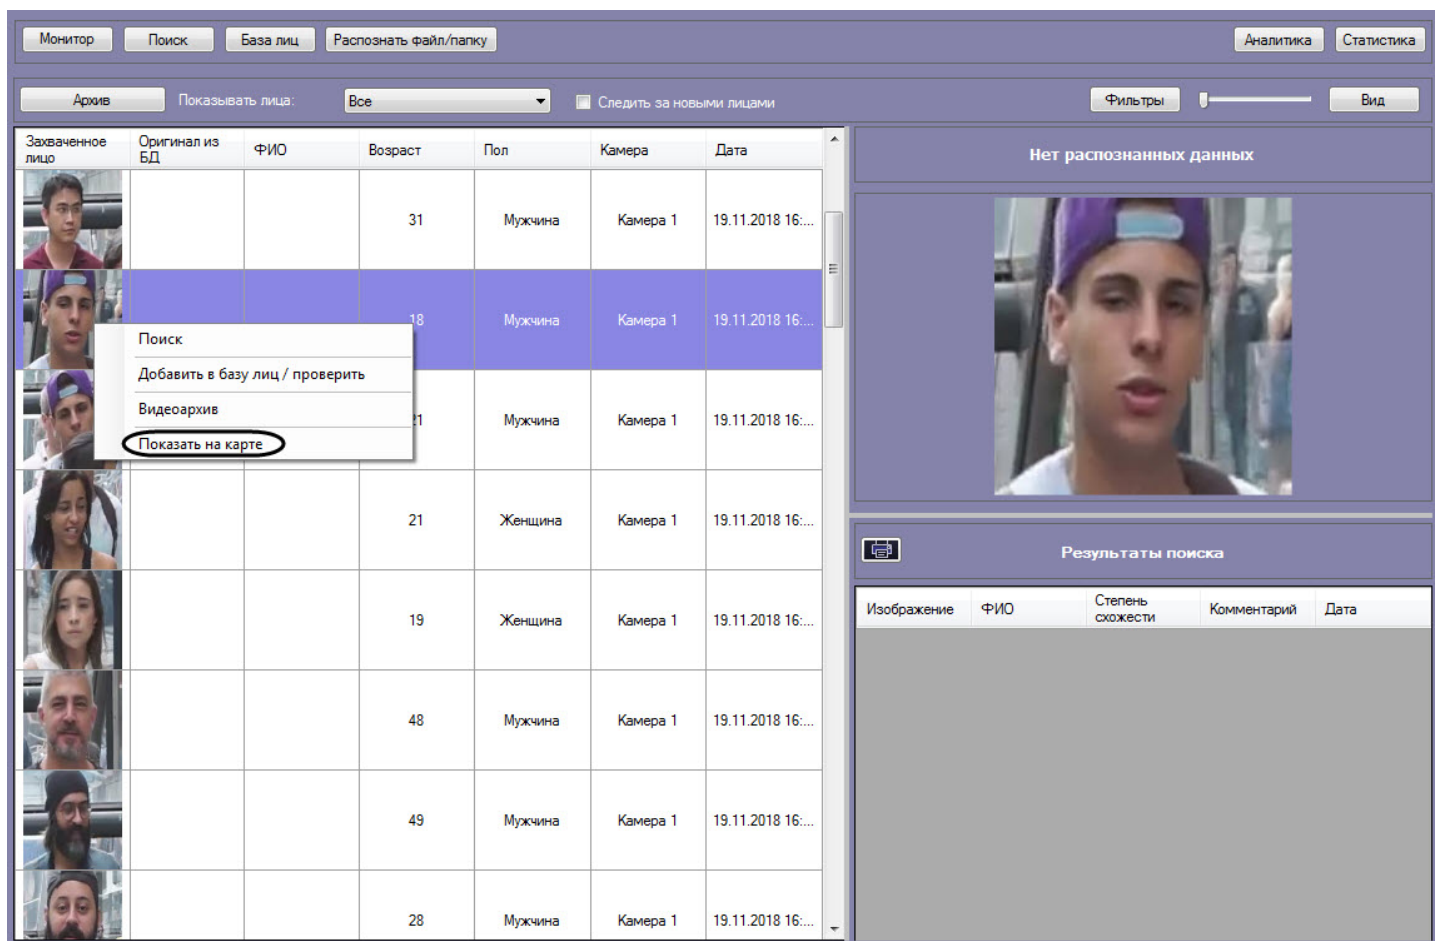 Монитор Поиск База лиц Распознать файл/папку Аналитика Статистика
Архив Показывать лица: Все Следить за новыми лицами Фильтры Вид
Захваченное лицо Оригинал из БД ФИО Возраст Пол Камера Дата
31 Мужчина Камера 1 19.11.2018 16:...
18 Мужчина Камера 1 19.11.2018 16:...
Поиск
Добавить в базу лиц / проверить
Видеоархив
Показать на карте
21 Мужчина Камера 1 19.11.2018 16:...
21 Женщина Камера 1 19.11.2018 16:...
19 Женщина Камера 1 19.11.2018 16:...
48 Мужчина Камера 1 19.11.2018 16:...
49 Мужчина Камера 1 19.11.2018 16:...
28 Мужчина Камера 1 19.11.2018 16:...
Нет распознанных данных
Результаты поиска
Изображение ФИО Степень схожести Комментарий Дата